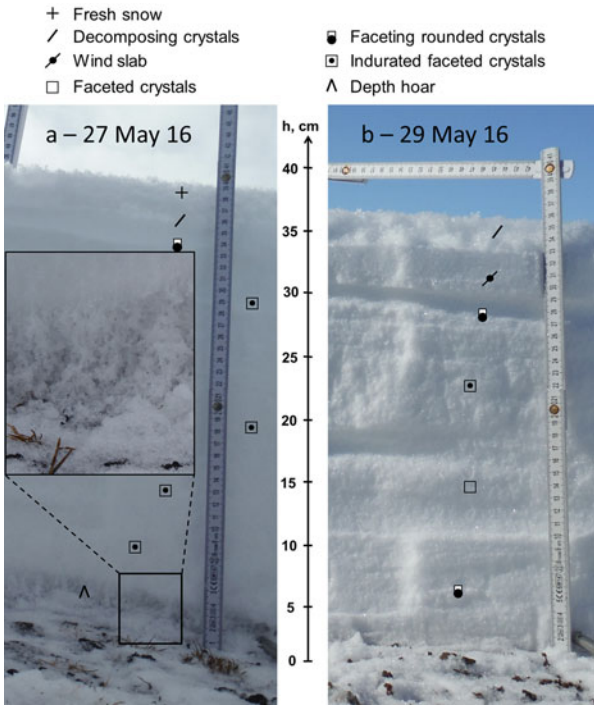 + Fresh snow
/ Decomposing crystals
Wind slab
□ Faceted crystals
Faceting rounded crystals
Indurated faceted crystals
∧ Depth hoar
a – 27 May 16
h, cm
b – 29 May 16
40
35
30
25
20
15
10
5
0